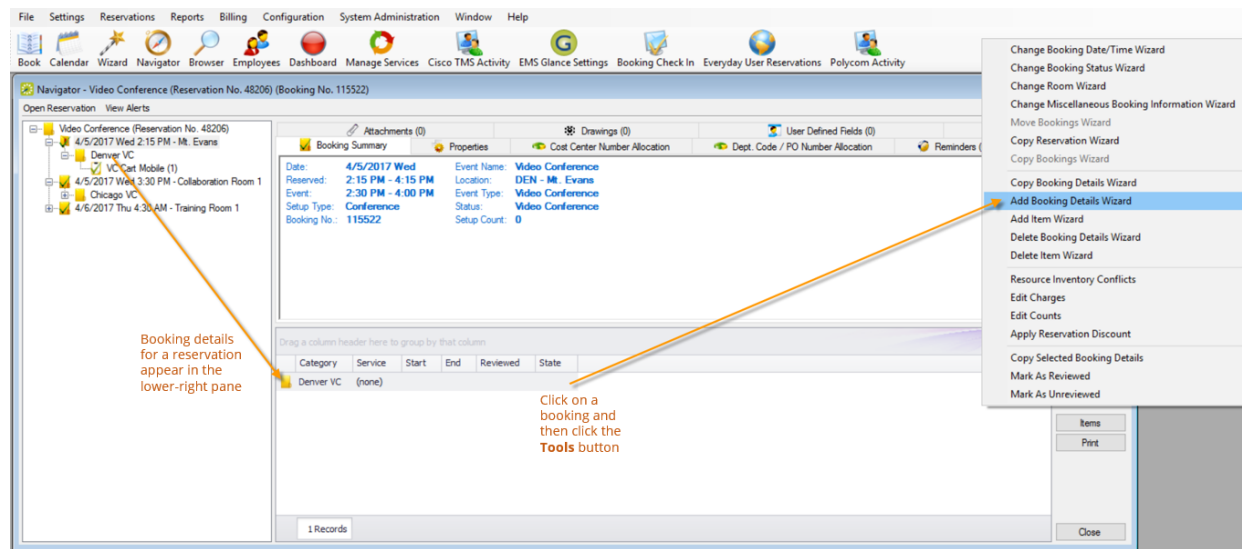 File Settings Reservations Reports Billing Configuration System Administration Window Help
Book Calendar Wizard Navigator Browser Employees Dashboard Manage Services Cisco TMS Activity EMS Glance Settings Booking Check In Everyday User Reservations Polycom Activity
Navigator - Video Conference (Reservation No. 48206) (Booking No. 115522)
Open Reservation View Alerts
Video Conference (Reservation No. 48206)
4/5/2017 Wed 2:15 PM - Mt. Evans
Denver VC
VC Cart Mobile (1)
4/5/2017 Wed 3:30 PM - Collaboration Room 1
Chicago VC
4/6/2017 Thu 4:30 AM - Training Room 1
Attachments (0) Drawings (0) User Defined Fields (0)
Booking Summary Properties Cost Center Number Allocation Dept. Code / PO Number Allocation Reminders (
Date: 4/5/2017 Wed Event Name: Video Conference
Reserved: 2:15 PM - 4:15 PM Location: DEN - Mt. Evans
Event: 2:30 PM - 4:00 PM Event Type: Video Conference
Setup Type: Conference Status: Video Conference
Booking No.: 115522 Setup Count: 0
Drag a column header here to group by that column
Category Service Start End Reviewed State
Denver VC (none)
1 Records
Booking details
for a reservation
appear in the
lower-right pane
Click on a
booking and
then click the
Tools button
Change Booking Date/Time Wizard
Change Booking Status Wizard
Change Room Wizard
Change Miscellaneous Booking Information Wizard
Move Bookings Wizard
Copy Reservation Wizard
Copy Bookings Wizard
Copy Booking Details Wizard
Add Booking Details Wizard
Add Item Wizard
Delete Booking Details Wizard
Delete Item Wizard
Resource Inventory Conflicts
Edit Charges
Edit Counts
Apply Reservation Discount
Copy Selected Booking Details
Mark As Reviewed
Mark As Unreviewed
Items
Print
Close